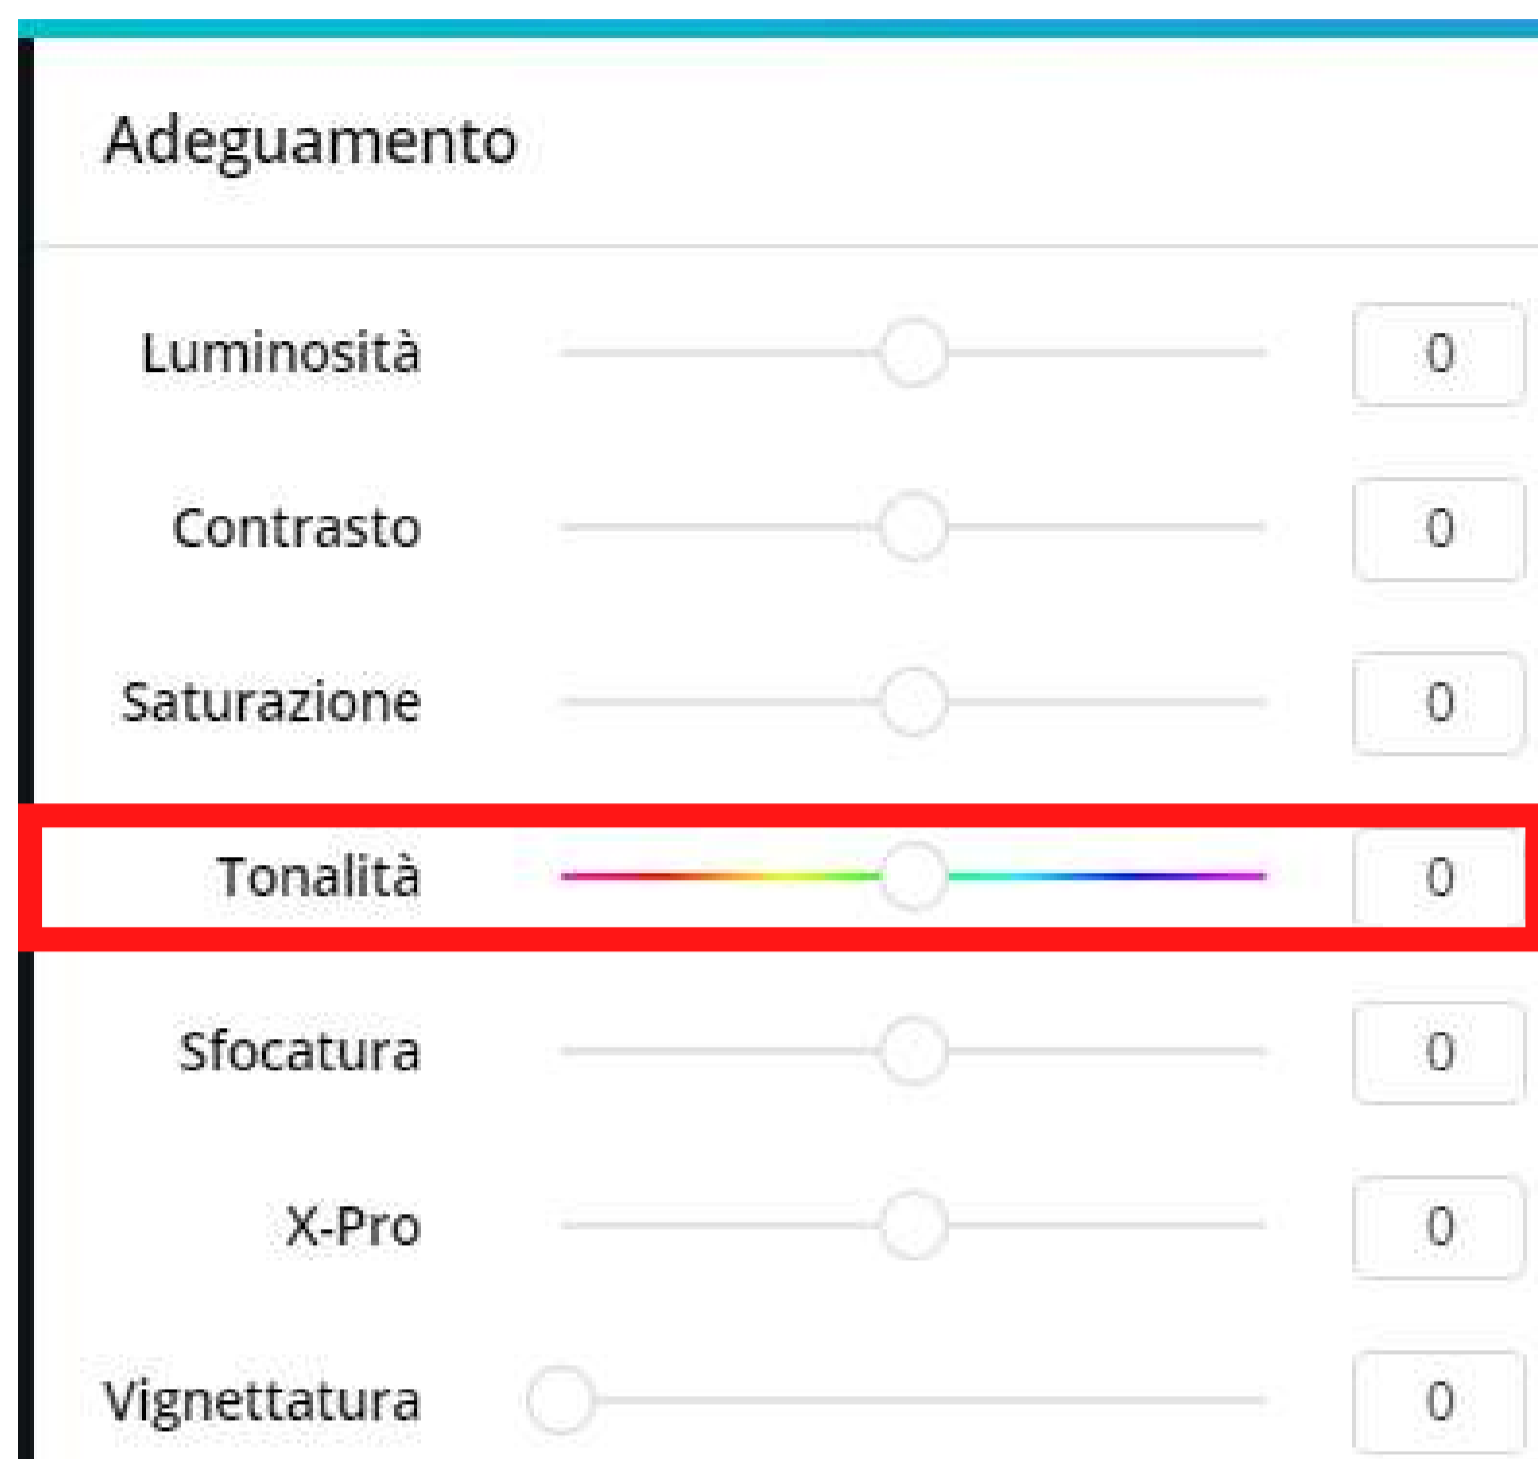 Adeguamento
Luminosità 0
Contrasto 0
Saturazione 0
Tonalità 0
Sfocatura 0
X-Pro 0
Vignettatura 0